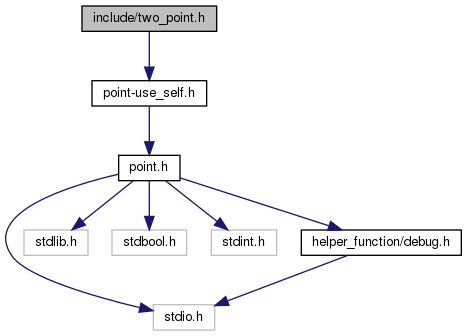 include/two_point.h
point-use_self.h
point.h
stdlib.h
stdbool.h
stdint.h
helper_function/debug.h
stdio.h